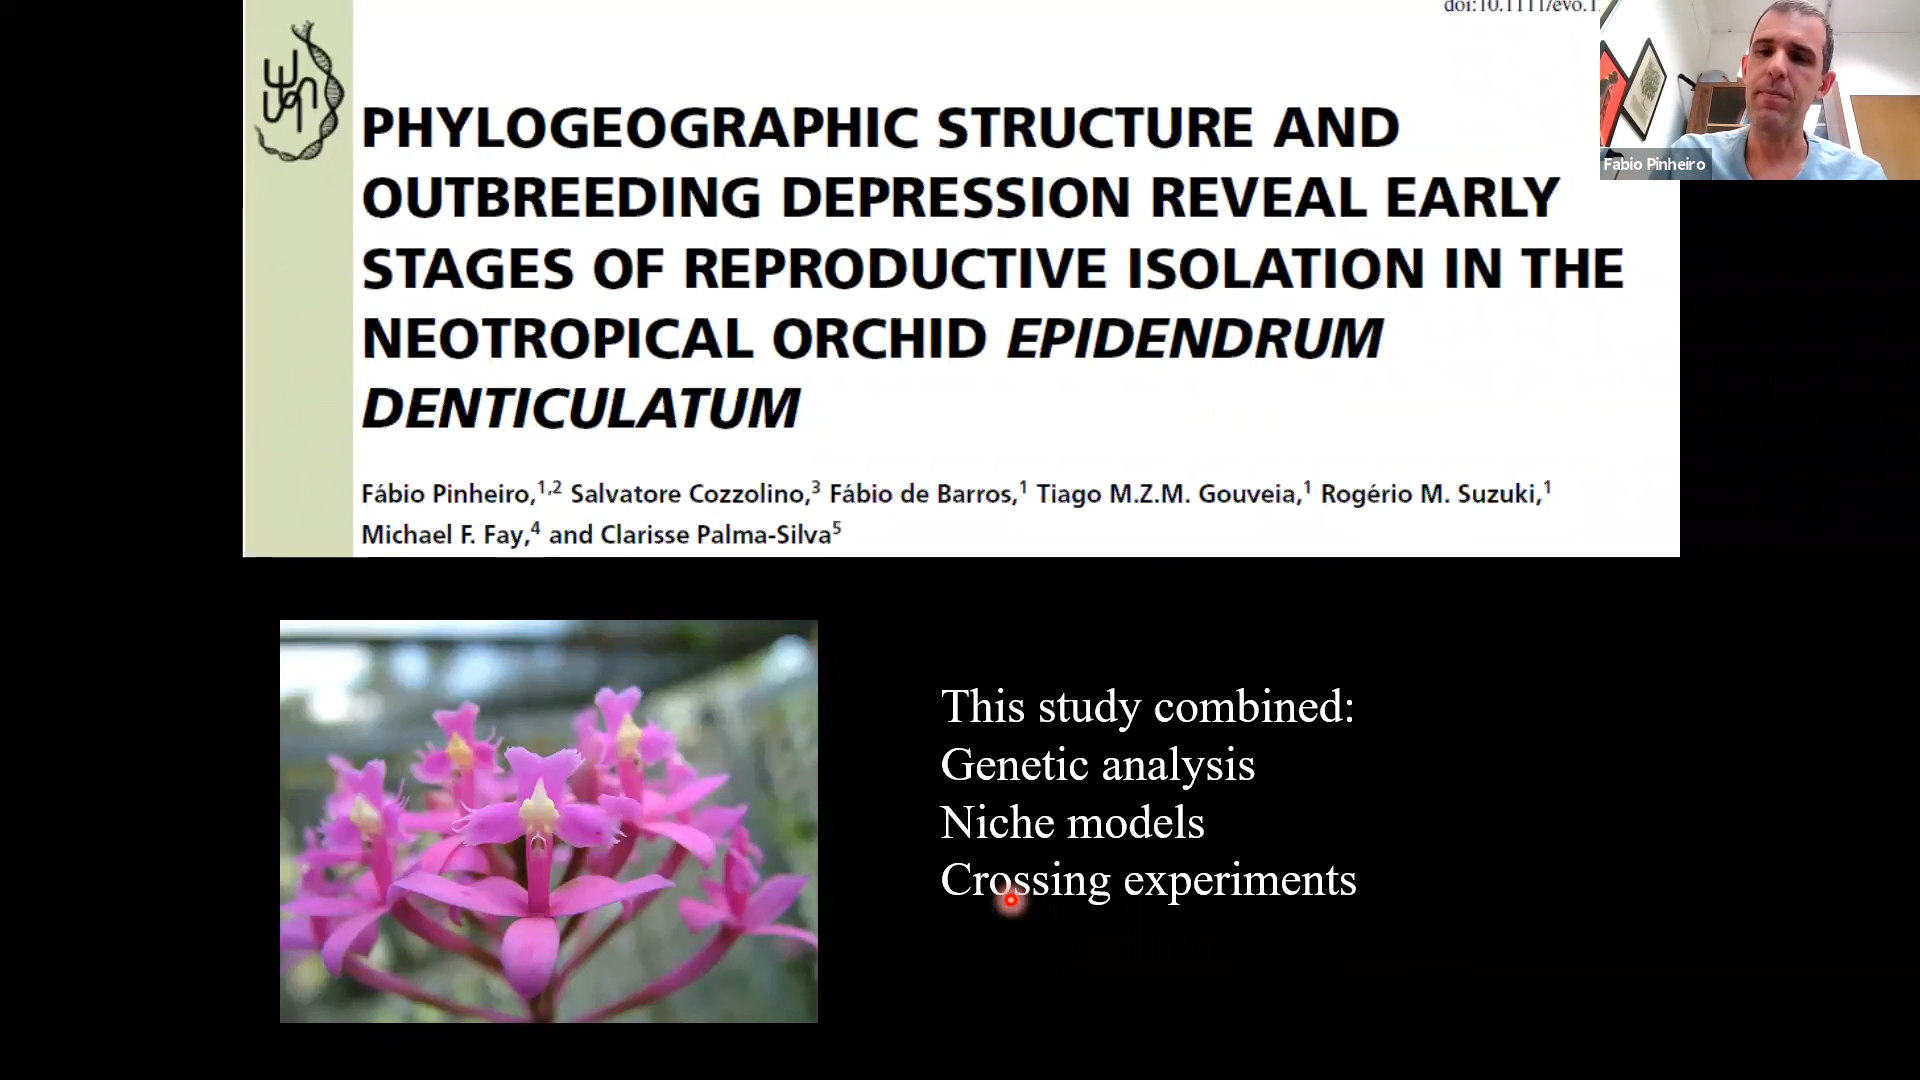 doi:10.1111/evo.1
PHYLOGEOGRAPHIC STRUCTURE AND
OUTBREEDING DEPRESSION REVEAL EARLY
STAGES OF REPRODUCTIVE ISOLATION IN THE
NEOTROPICAL ORCHID EPIDENDRUM
DENTICULATUM
Fábio Pinheiro,1,2 Salvatore Cozzolino,3 Fábio de Barros,1 Tiago M.Z.M. Gouveia,1 Rogério M. Suzuki,1
Michael F. Fay,4 and Clarisse Palma-Silva5
Fabio Pinheiro
This study combined:
Genetic analysis
Niche models
Crossing experiments